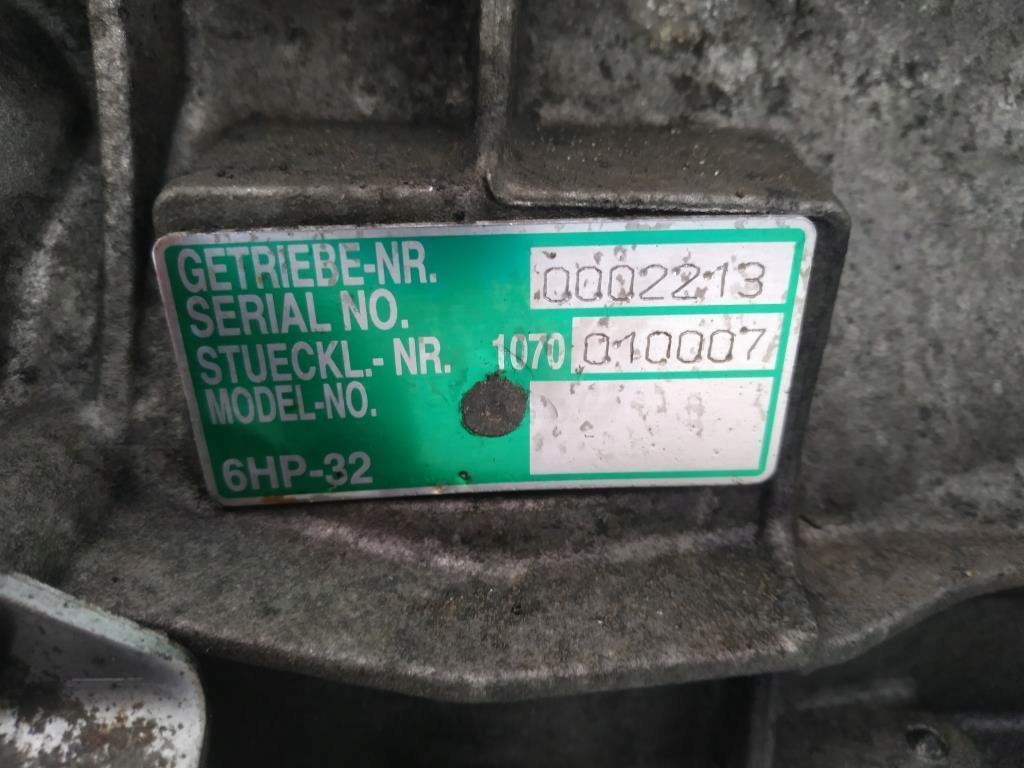 GETRIEBE-NR. 0002213
SERIAL NO.
STUECKL.- NR. 1070 010007
MODEL-NO.
6HP-32